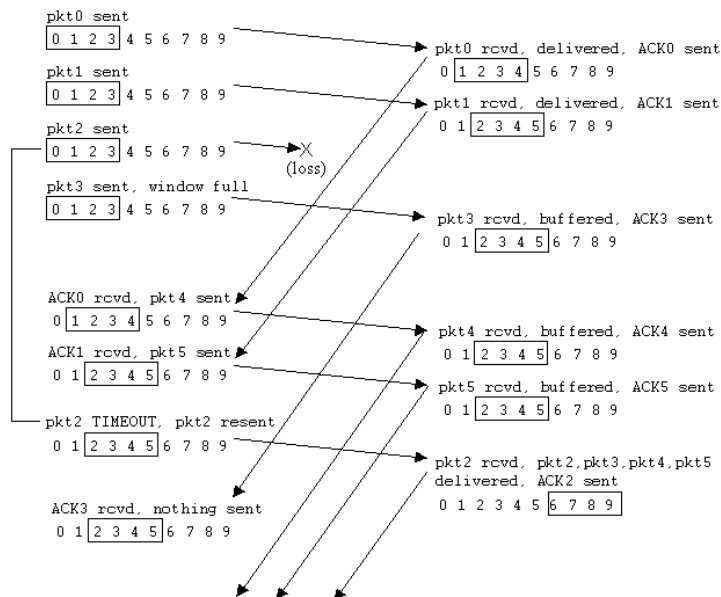 pkt0 sent
0 1 2 3 4 5 6 7 8 9
pkt1 sent
0 1 2 3 4 5 6 7 8 9
pkt2 sent
0 1 2 3 4 5 6 7 8 9
X
(loss)
pkt3 sent, window full
0 1 2 3 4 5 6 7 8 9
ACK0 rcvd, pkt4 sent
0 1 2 3 4 5 6 7 8 9
ACK1 rcvd, pkt5 sent
0 1 2 3 4 5 6 7 8 9
pkt2 TIMEOUT, pkt2 resent
0 1 2 3 4 5 6 7 8 9
ACK3 rcvd, nothing sent
0 1 2 3 4 5 6 7 8 9
pkt0 rcvd, delivered, ACK0 sent
0 1 2 3 4 5 6 7 8 9
pkt1 rcvd, delivered, ACK1 sent
0 1 2 3 4 5 6 7 8 9
pkt3 rcvd, buffered, ACK3 sent
0 1 2 3 4 5 6 7 8 9
pkt4 rcvd, buffered, ACK4 sent
0 1 2 3 4 5 6 7 8 9
pkt5 rcvd, buffered, ACK5 sent
0 1 2 3 4 5 6 7 8 9
pkt2 rcvd, pkt2,pkt3,pkt4,pkt5
delivered, ACK2 sent
0 1 2 3 4 5 6 7 8 9